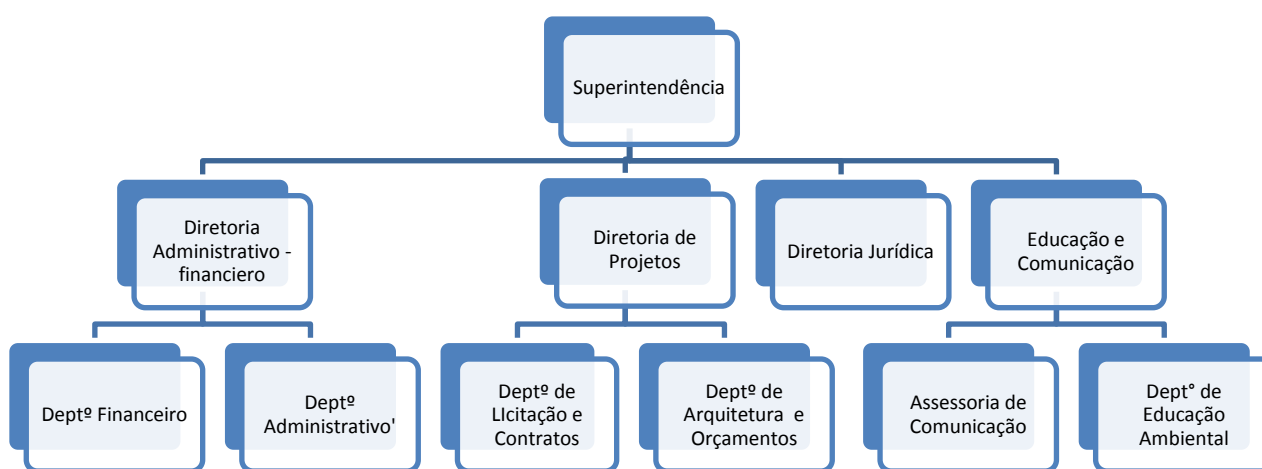 Superintendência
Diretoria
Administrativo -
financiero
Diretoria de
Projetos
Diretoria Jurídica
Educação e
Comunicação
Deptº Financeiro
Deptº
Administrativo'
Deptº de
LIcitação e
Contratos
Deptº de
Arquitetura e
Orçamentos
Assessoria de
Comunicação
Dept° de
Educação
Ambiental